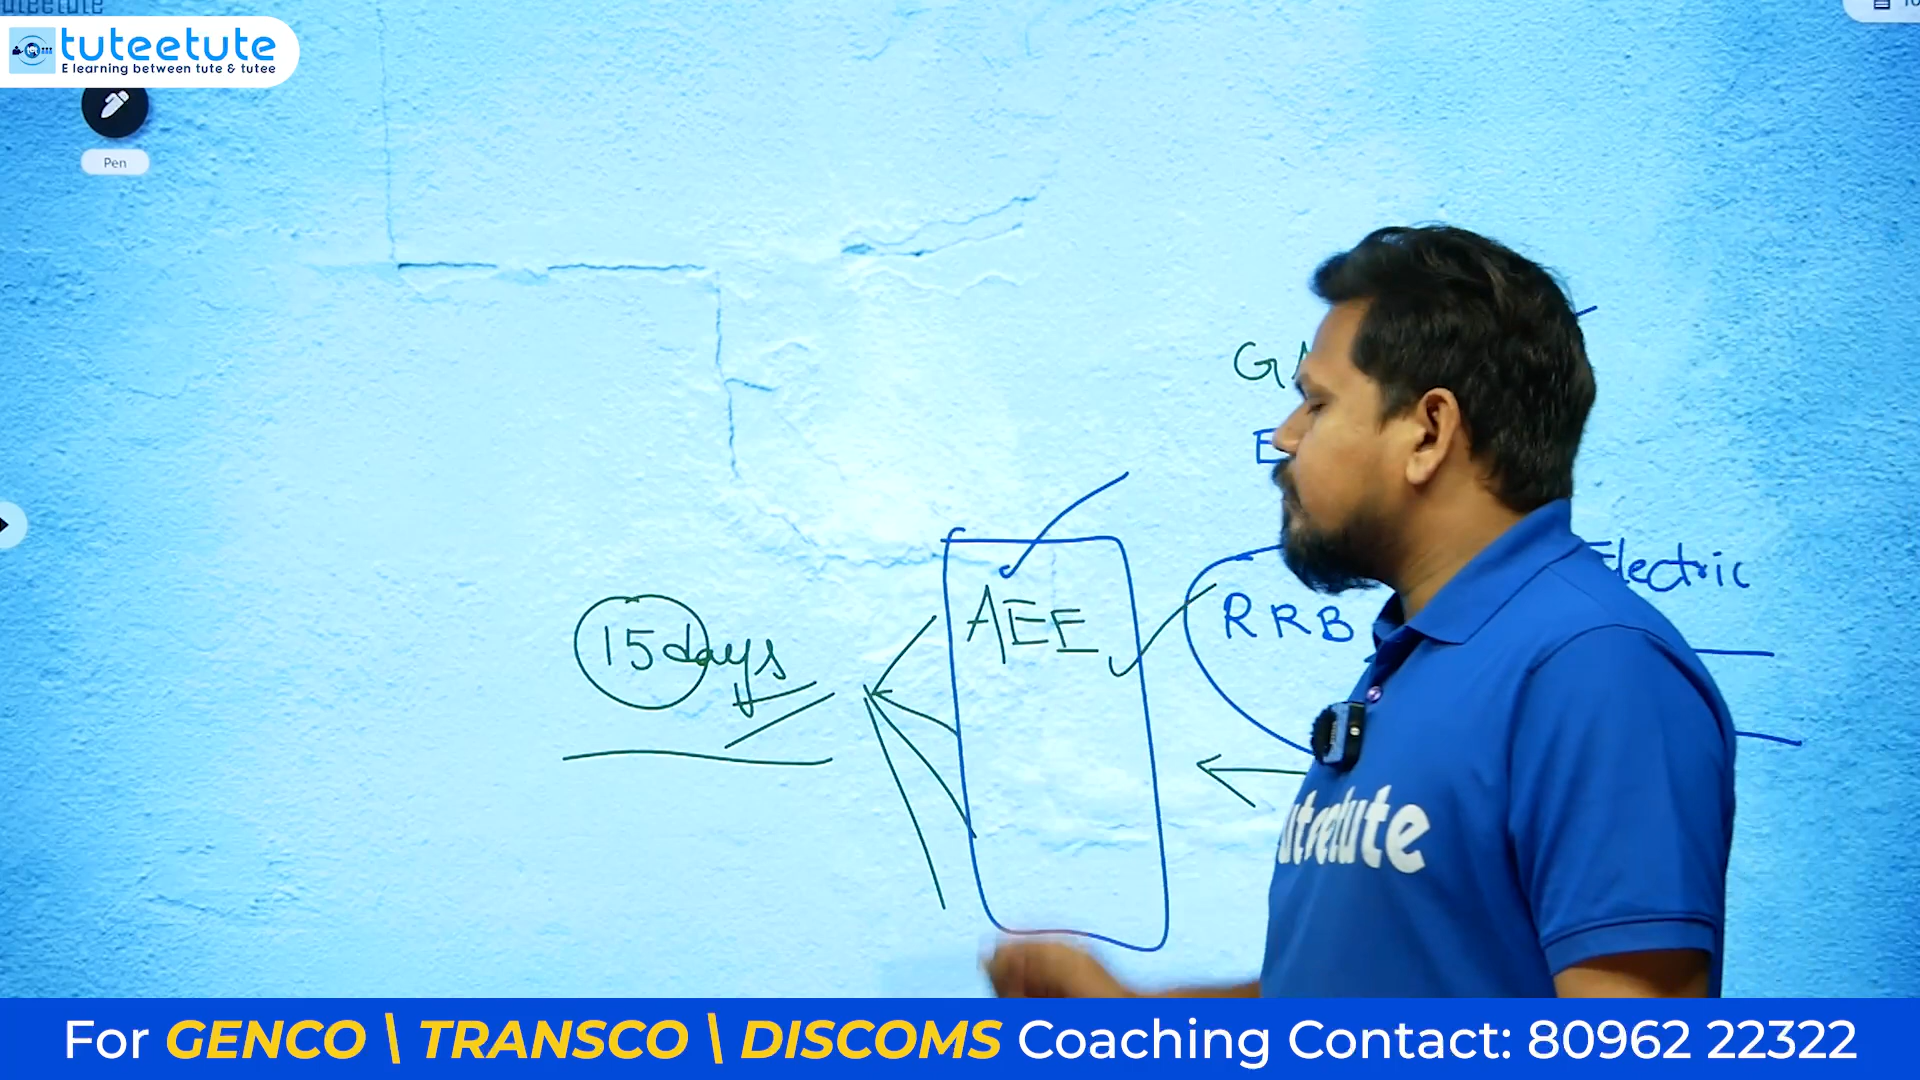 tuteetute
tuteetute
E learning between tute & tutee
Pen
Electric
15days
AEE
RRB
tuteetute
For GENCO \ TRANSCO \ DISCOMS Coaching Contact: 80962 22322